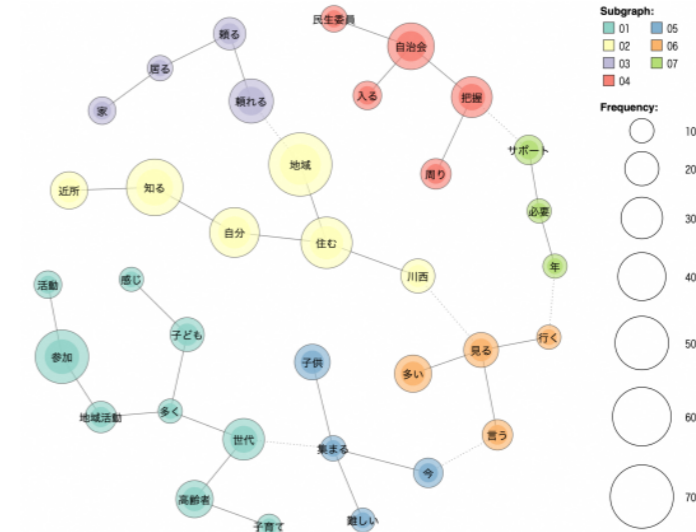 民生委員
頼る
自治会
居る
入る
把握
家
頼れる
サポート
地域
周り
近所
知る
必要
自分
住む
年
川西
活動
感じ
子ども
行く
見る
参加
子供
多い
地域活動
多く
世代
言う
集まる
今
高齢者
難しい
子育て
Subgraph:
01
05
02
06
03
07
04
Frequency:
10
20
30
40
50
60
70